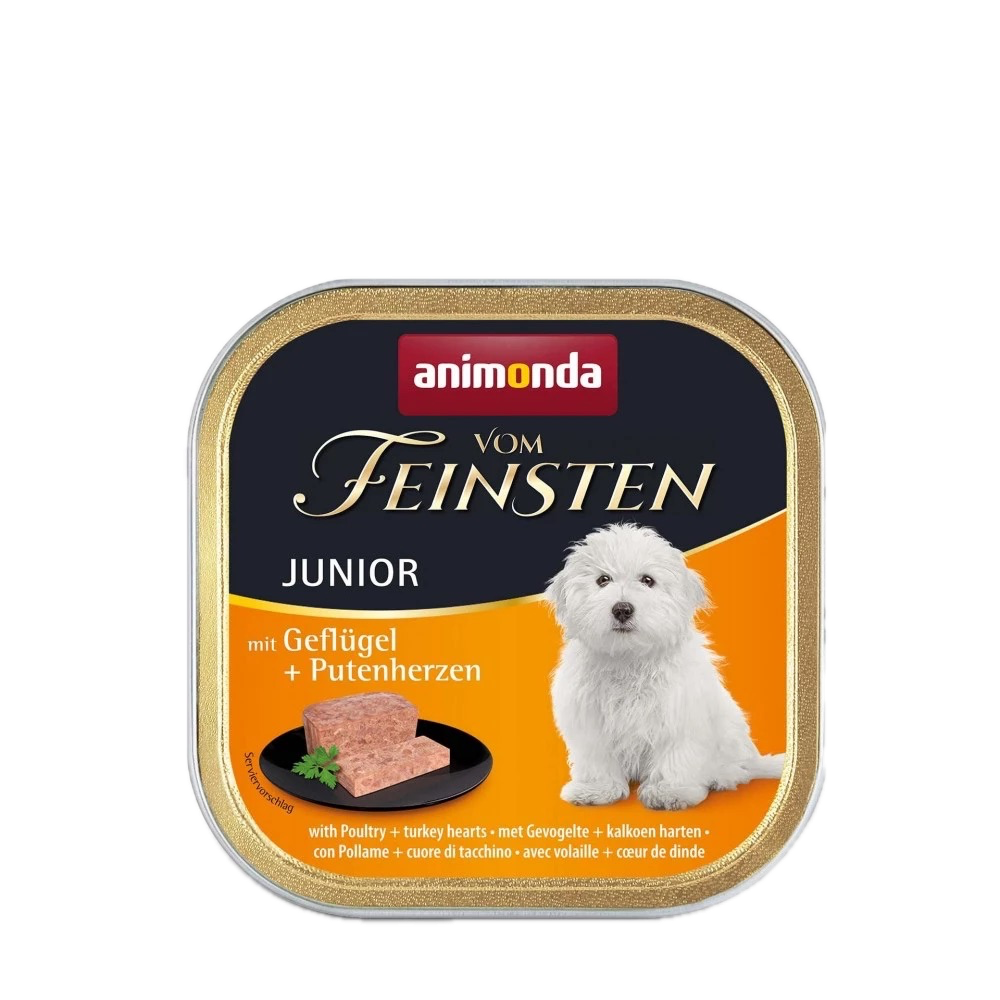 animonda
VOM
FEINSTEN
JUNIOR
mit Geflügel
+ Putenherzen
Serviervorschlag
with Poultry + turkey hearts • met Gevogelte + kalkoen harten •
con Pollame + cuore di tacchino • avec volaille + cœur de dinde